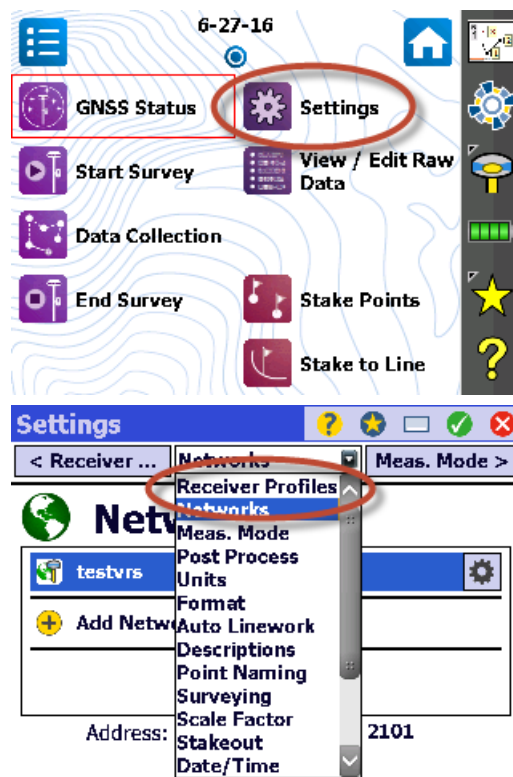 6-27-16
GNSS Status
Settings
Start Survey
View / Edit Raw
Data
Data Collection
End Survey
Stake Points
Stake to Line
?
Settings
?
< Receiver ...
Networks
Meas. Mode >
Receiver Profiles
Networks
Meas. Mode
Post Process
Units
Format
Auto Linework
Descriptions
Point Naming
Surveying
Scale Factor
Stakeout
Date/Time
Netw
testvrs
Add Netw
Address:
2101